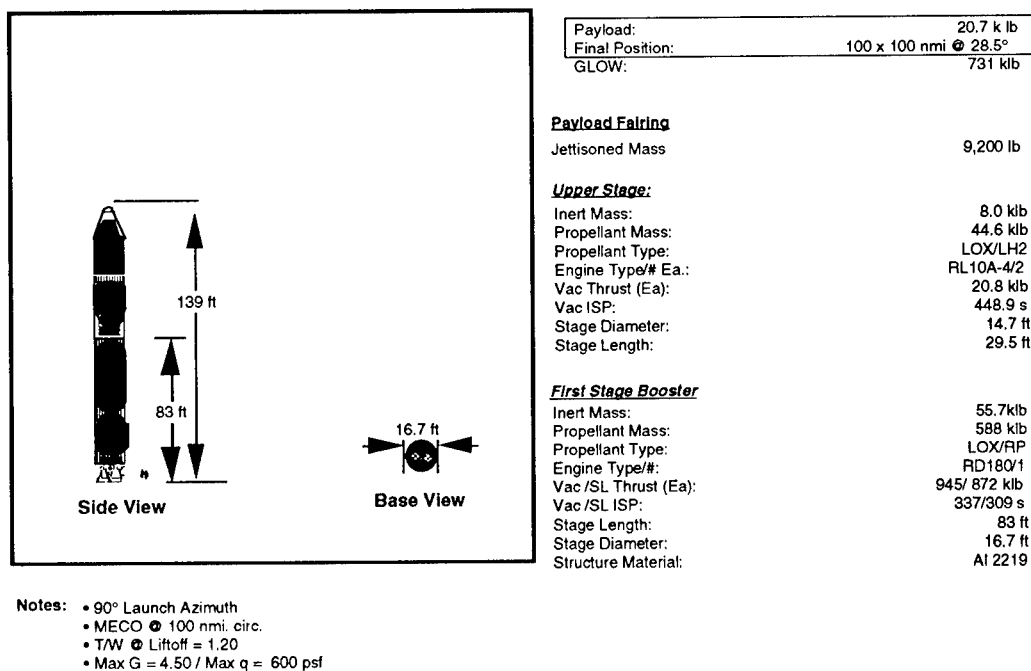 139 ft
83 ft
16.7 ft
Side View
Base View
Payload: 20.7 k lb
Final Position: 100 x 100 nmi @ 28.5°
GLOW: 731 klb
Payload Fairing
Jettisoned Mass 9,200 lb
Upper Stage:
Inert Mass: 8.0 klb
Propellant Mass: 44.6 klb
Propellant Type: LOX/LH2
Engine Type/# Ea.: RL10A-4/2
Vac Thrust (Ea): 20.8 klb
Vac ISP: 448.9 s
Stage Diameter: 14.7 ft
Stage Length: 29.5 ft
First Stage Booster
Inert Mass: 55.7klb
Propellant Mass: 588 klb
Propellant Type: LOX/RP
Engine Type/#: RD180/1
Vac /SL Thrust (Ea): 945/ 872 klb
Vac /SL ISP: 337/309 s
Stage Length: 83 ft
Stage Diameter: 16.7 ft
Structure Material: Al 2219
Notes: • 90° Launch Azimuth
• MECO @ 100 nmi. circ.
• T/W @ Liftoff = 1.20
• Max G = 4.50 / Max q = 600 psf